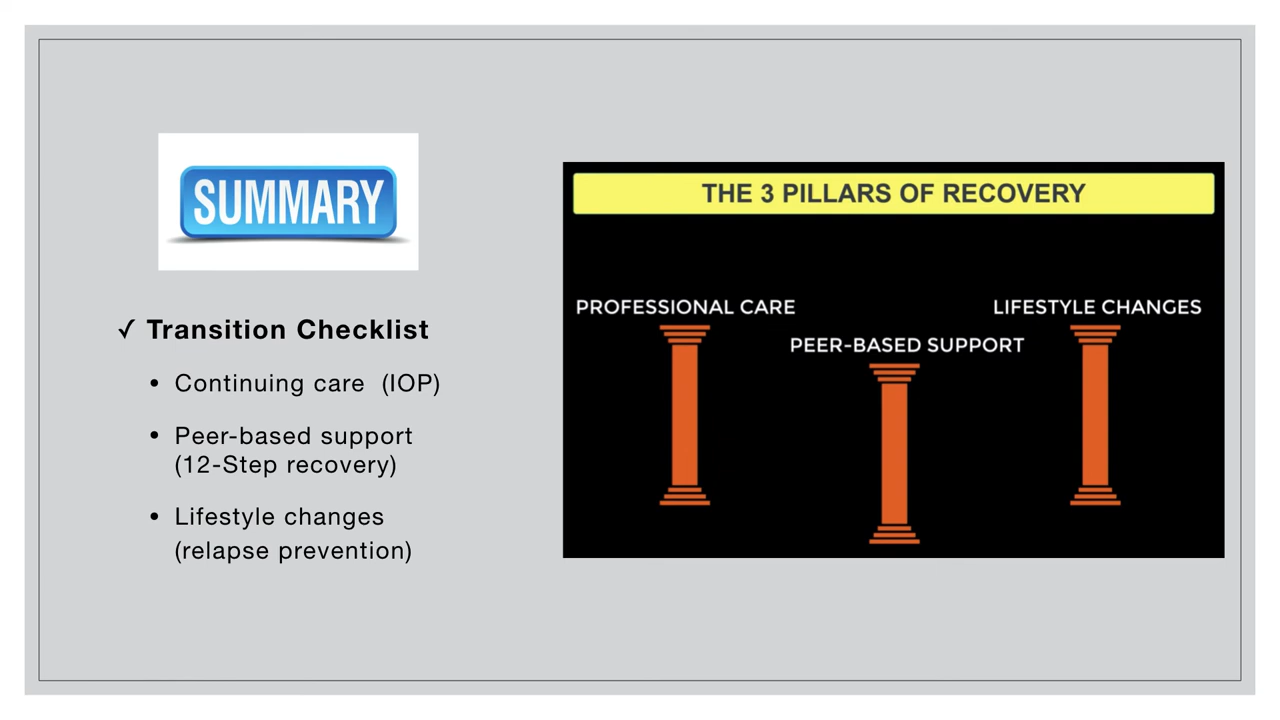 SUMMARY
✓ Transition Checklist
• Continuing care (IOP)
• Peer-based support
(12-Step recovery)
• Lifestyle changes
(relapse prevention)
THE 3 PILLARS OF RECOVERY
PROFESSIONAL CARE
LIFESTYLE CHANGES
PEER-BASED SUPPORT